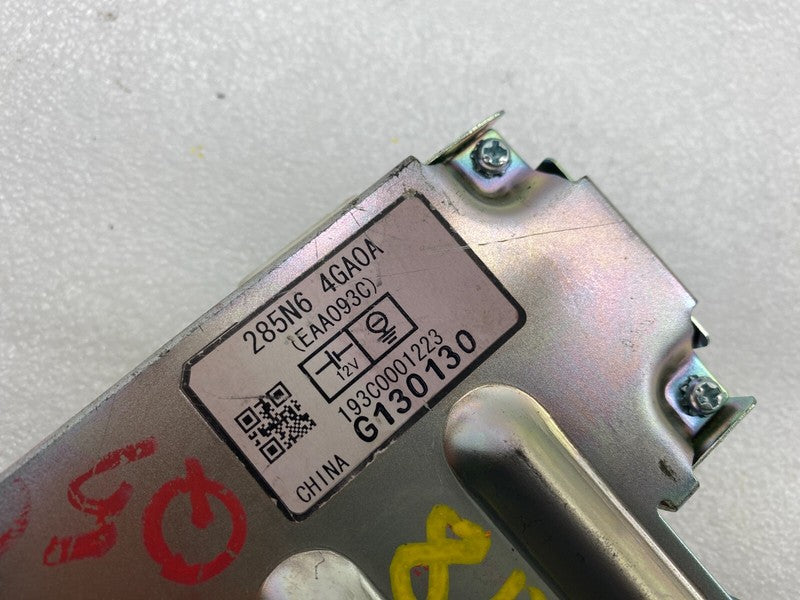 285N6 4GA0A
(EAA093C)
12V
193C0001223
G130130
CHINA